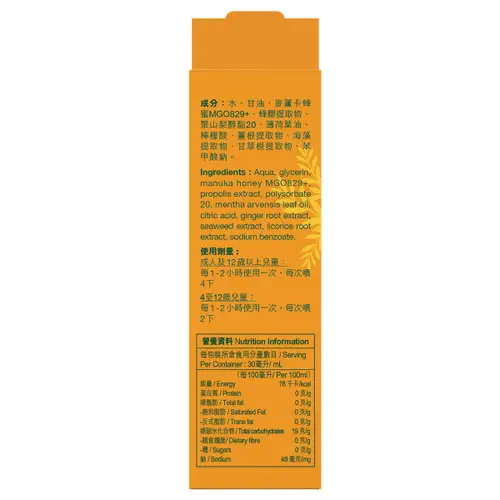 成分：水、甘油、麥蘆卡蜂
蜜MGO829+、蜂膠提取物、
聚山梨醇酯20、薄荷葉油、
檸檬酸、薑根提取物、海藻
提取物、甘草根提取物、苯
甲酸鈉。
Ingredients : Aqua, glycerin,
manuka honey MGO829+,
propolis extract, polysorbate
20, mentha arvensis leaf oil,
citric acid, ginger root extract,
seaweed extract, licorice root
extract, sodium benzoate.
使用劑量：
成人及12歲以上兒童：
每1-2小時使用一次，每次噴
4下
4至12歲兒童：
每1-2小時使用一次，每次噴
2下
營養資料 Nutrition Information
每包裝所含食用分量數目 / Serving
Per Container : 30毫升/ mL
(每100毫升/ Per 100ml)
能量 / Energy 78 千卡/kcal
蛋白質 / Protein 0 克/g
總脂肪 / Total fat 0 克/g
-飽和脂肪 / Saturated Fat 0 克/g
-反式脂肪 / Trans fat 0 克/g
總碳水化合物 / Total carbohydrates 19 克/g
-膳食纖維 / Dietary fibre 0 克/g
-糖 / Sugars 0 克/g
鈉 / Sodium 48 毫克/mg